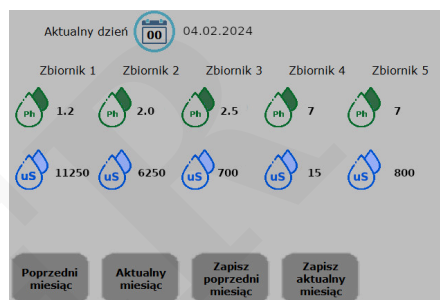 Aktualny dzień 00 04.02.2024
Zbiornik 1 Zbiornik 2 Zbiornik 3 Zbiornik 4 Zbiornik 5
Ph 1.2 Ph 2.0 Ph 2.5 Ph 7 Ph 7
uS 11250 uS 6250 uS 700 uS 15 uS 800
Poprzedni miesiąc
Aktualny miesiąc
Zapisz poprzedni miesiąc
Zapisz aktualny miesiąc